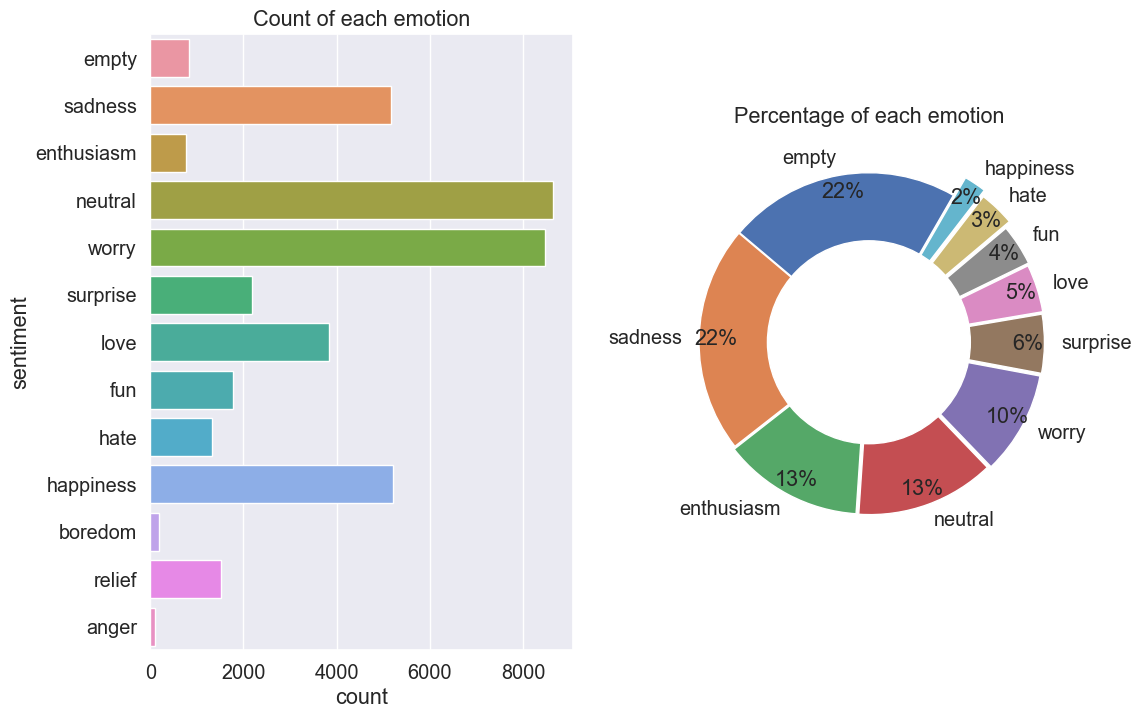 Count of each emotion
sentiment
empty
sadness
enthusiasm
neutral
worry
surprise
love
fun
hate
happiness
boredom
relief
anger
0 2000 4000 6000 8000
count
Percentage of each emotion
empty
22%
happiness
2%
hate
3%
fun
4%
love
5%
surprise
6%
worry
10%
neutral
13%
enthusiasm
13%
sadness
22%